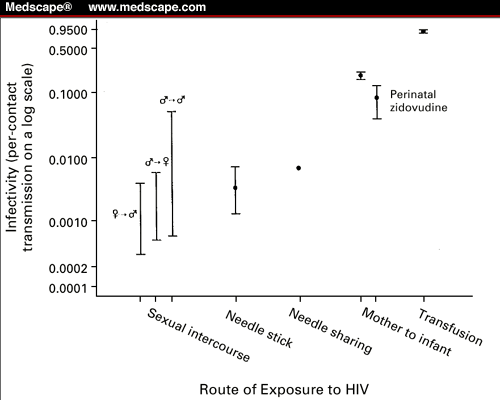 Medscape® www.medscape.com
Infectivity (per-contact
transmission on a log scale)
0.9500
0.5000
0.1000
0.0100
0.0010
0.0002
0.0001
♀→♂
♂→♀
♂→♂
Perinatal
zidovudine
Sexual intercourse
Needle stick
Needle sharing
Mother to infant
Transfusion
Route of Exposure to HIV